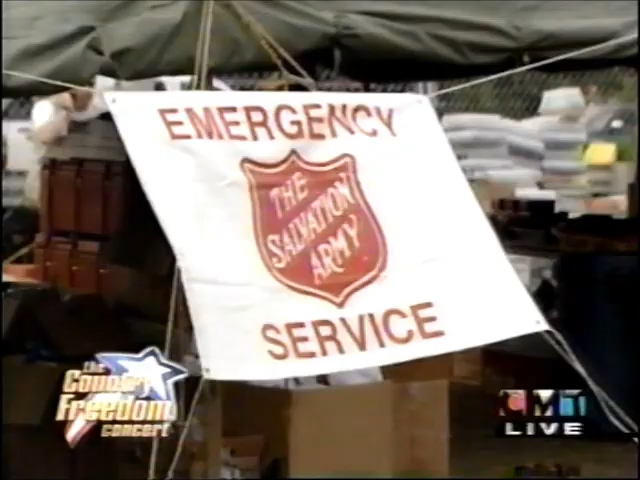 EMERGENCY
THE
SALVATION
ARMY
SERVICE
the
Country
Freedom
concert
CMT
LIVE